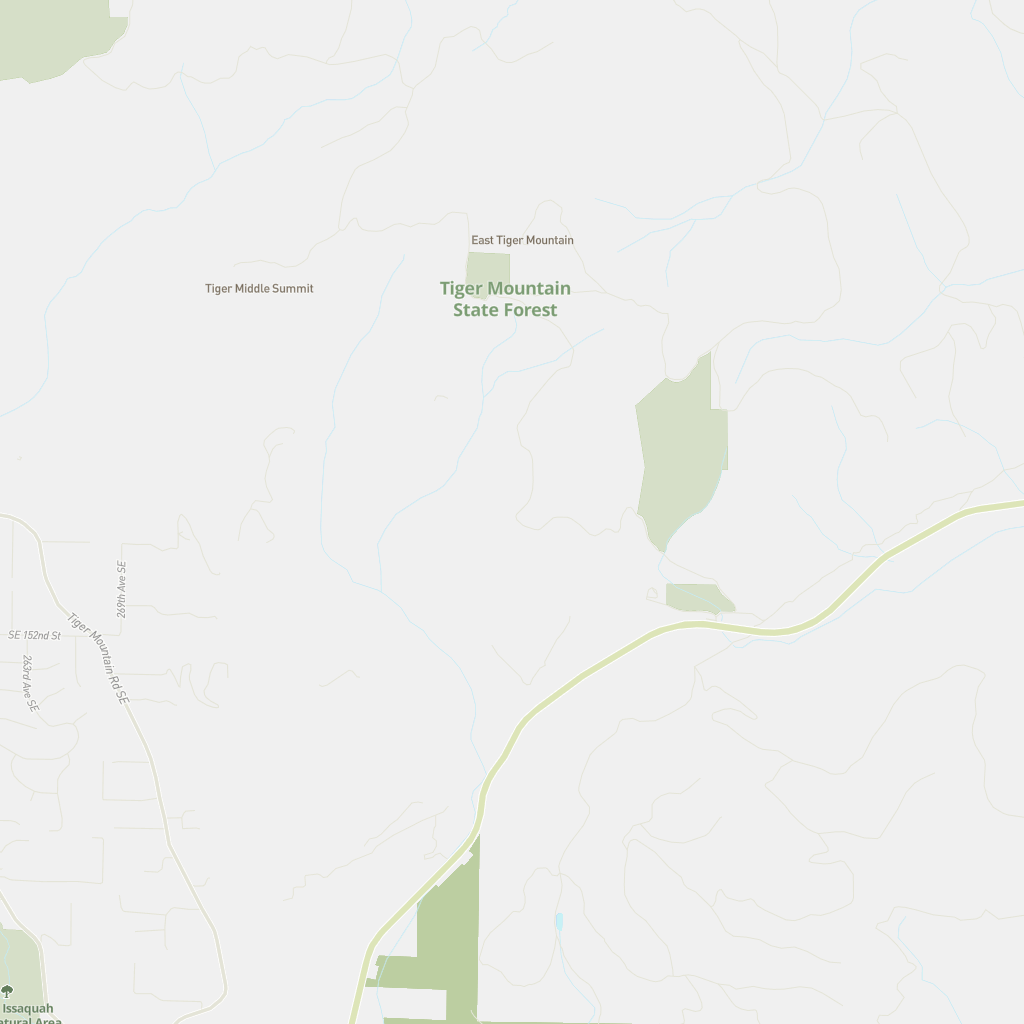 East Tiger Mountain
Tiger Middle Summit
Tiger Mountain
State Forest
269th Ave SE
Tiger Mountain Rd SE
SE 152nd St
263rd Ave SE
Issaquah
Area